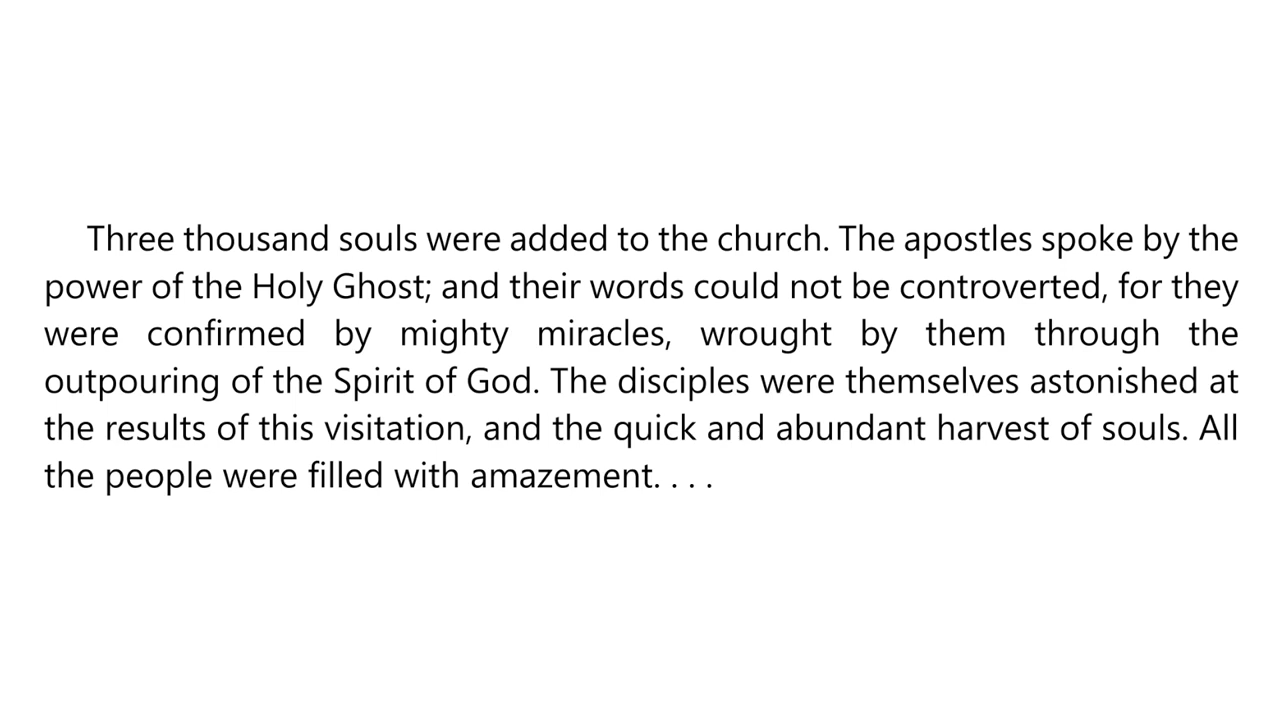 Three thousand souls were added to the church. The apostles spoke by the
power of the Holy Ghost; and their words could not be controverted, for they
were confirmed by mighty miracles, wrought by them through the
outpouring of the Spirit of God. The disciples were themselves astonished at
the results of this visitation, and the quick and abundant harvest of souls. All
the people were filled with amazement. . . .